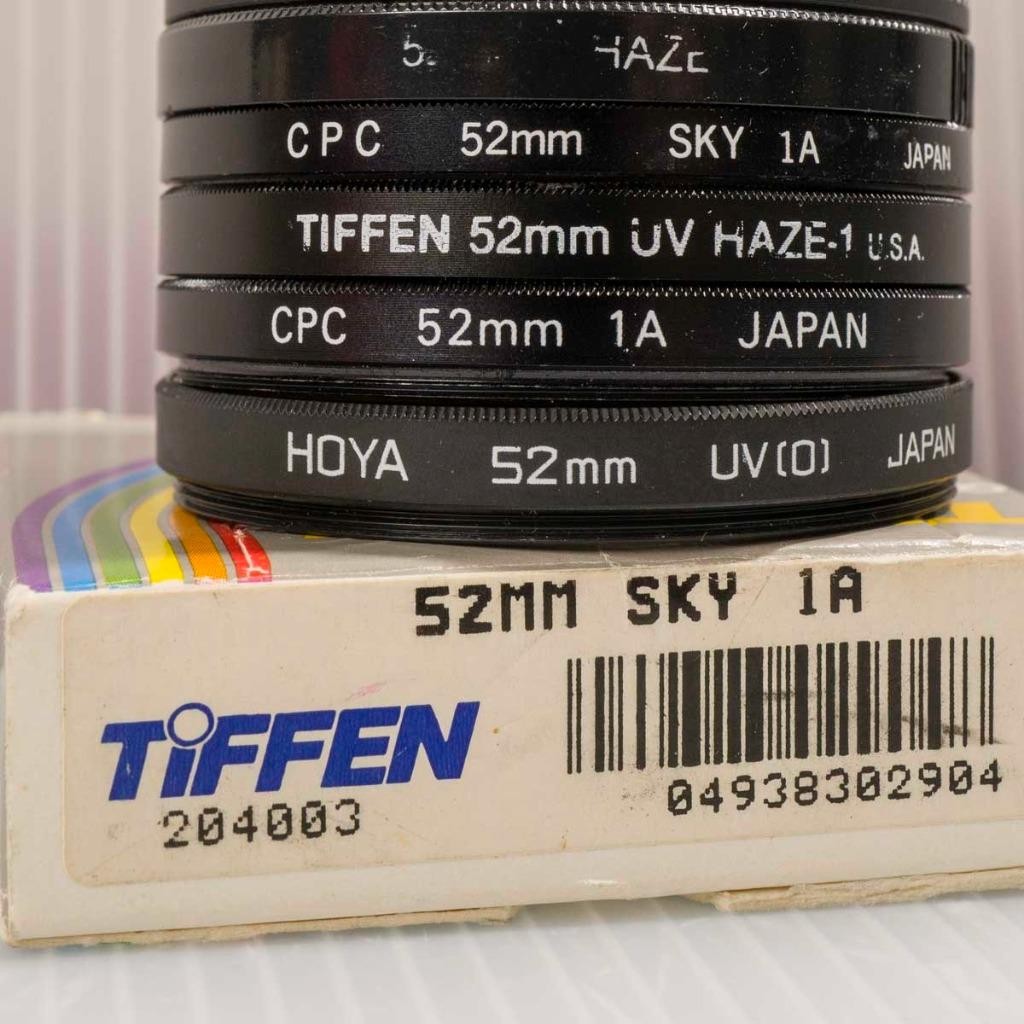 HAZE
CPC 52mm SKY 1A JAPAN
TIFFEN 52mm UV HAZE-1 U.S.A.
CPC 52mm 1A JAPAN
HOYA 52mm UV(0) JAPAN
52MM SKY 1A
TIFFEN
204003
04938302904